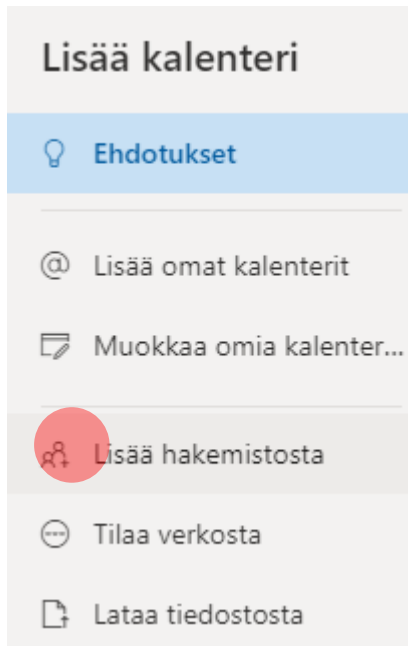 Lisää kalenteri
Ehdotukset
Lisää omat kalenterit
Muokkaa omia kalenter...
Lisää hakemistosta
Tilaa verkosta
Lataa tiedostosta